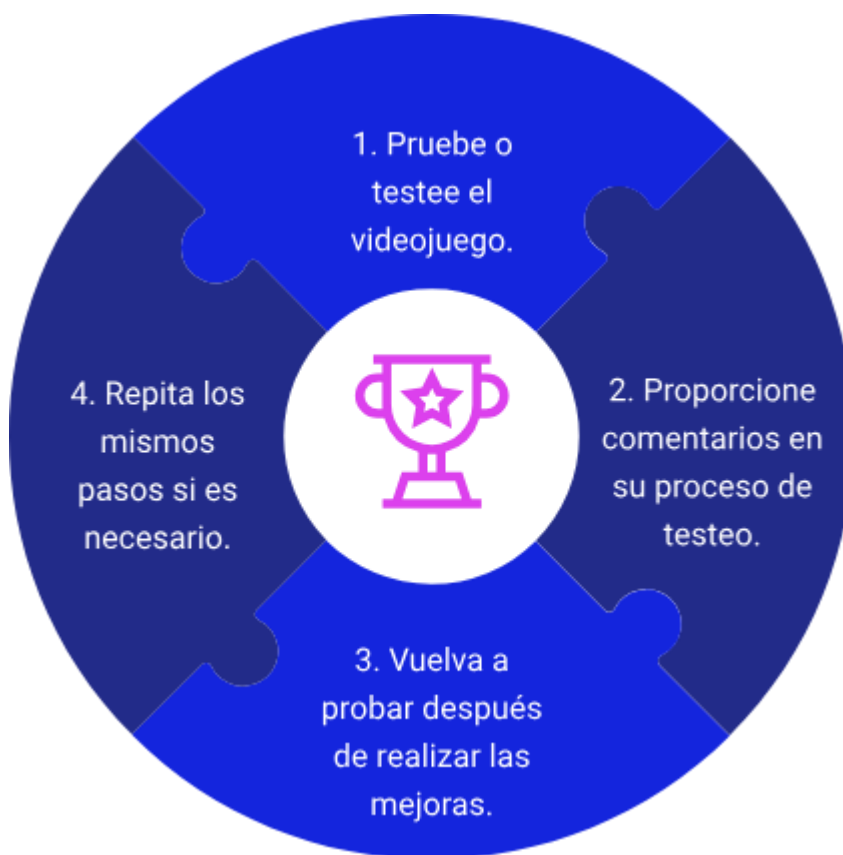 1. Pruebe o
testee el
videojuego.
2. Proporcione
comentarios en
su proceso de
testeo.
3. Vuelva a
probar después
de realizar las
mejoras.
4. Repita los
mismos
pasos si es
necesario.